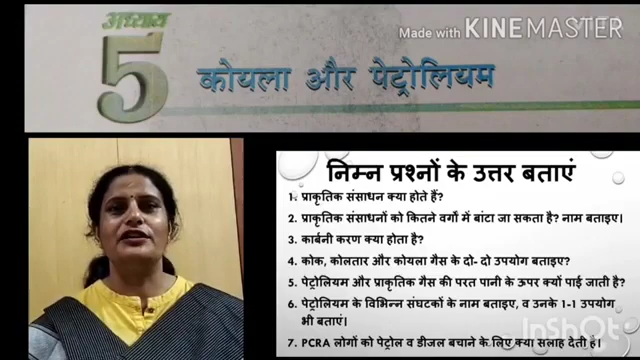 अध्याय
Made with KINEMASTER
5 कोयला और पेट्रोलियम
निम्न प्रश्नों के उत्तर बताएं
1. प्राकृतिक संसाधन क्या होते हैं?
2. प्राकृतिक संसाधनों को कितने वर्गो में बांटा जा सकता है? नाम बताइए।
3. कार्बनी करण क्या होता है?
4. कोक, कोलतार और कोयला गैस के दो- दो उपयोग बताइए?
5. पेट्रोलियम और प्राकृतिक गैस की परत पानी के ऊपर क्यों पाई जाती है?
6. पेट्रोलियम के विभिन्न संघटकों के नाम बताइए, व उनके 1-1 उपयोग
भी बताएं।
7. PCRA लोगों को पेट्रोल व डीजल बचाने के लिए क्या सलाह देती है।
InShOt